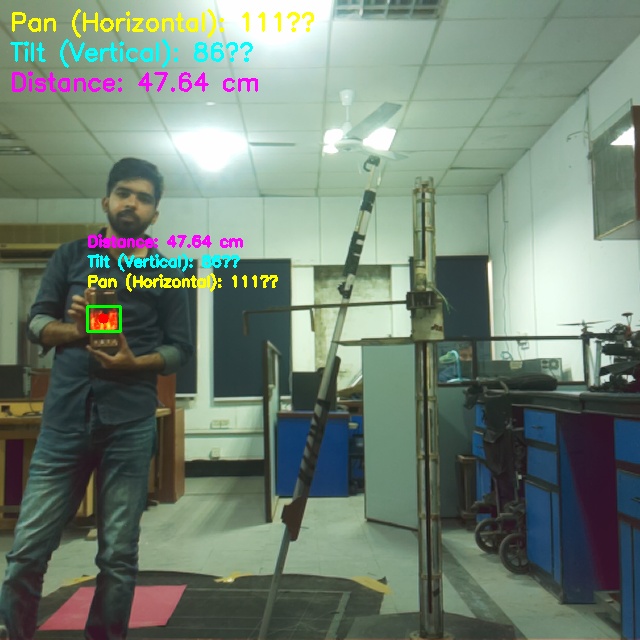 Pan (Horizontal): 111??
Tilt (Vertical): 86??
Distance: 47.64 cm
Distance: 47.64 cm
Tilt (Vertical): 86??
Pan (Horizontal): 111??